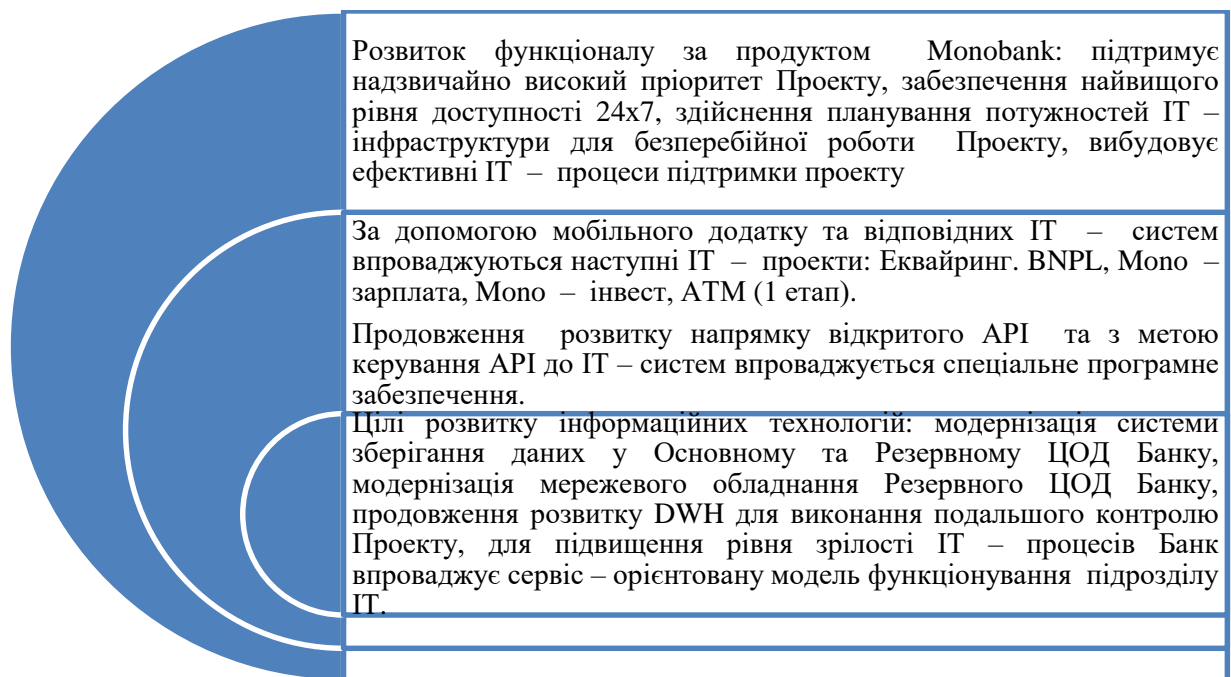 Розвиток функціоналу за продуктом Monobank: підтримує
надзвичайно високий пріоритет Проекту, забезпечення найвищого
рівня доступності 24х7, здійснення планування потужностей ІТ –
інфраструктури для безперебійної роботи Проекту, вибудовує
ефективні ІТ – процеси підтримки проекту
За допомогою мобільного додатку та відповідних ІТ – систем
впроваджуються наступні ІТ – проекти: Еквайринг. BNPL, Mono –
зарплата, Mono – інвест, АТМ (1 етап).
Продовження розвитку напрямку відкритого АРІ та з метою
керування АРІ до ІТ – систем впроваджується спеціальне програмне
забезпечення.
Цілі розвитку інформаційних технологій: модернізація системи
зберігання даних у Основному та Резервному ЦОД Банку,
модернізація мережевого обладнання Резервного ЦОД Банку,
продовження розвитку DWH для виконання подальшого контролю
Проекту, для підвищення рівня зрілості ІТ – процесів Банк
впроваджує сервіс – орієнтовану модель функціонування підрозділу
ІТ.